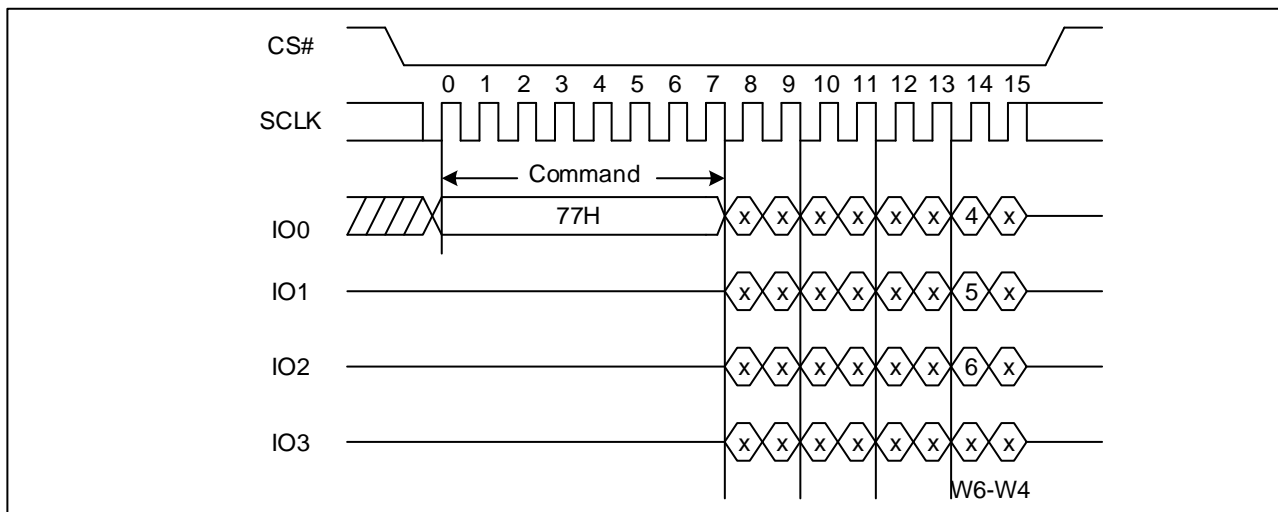 CS#
0 1 2 3 4 5 6 7 8 9 10 11 12 13 14 15
SCLK
Command
IO0 77H x x x x x x 4 x
IO1 x x x x x x 5 x
IO2 x x x x x x 6 x
IO3 x x x x x x x x
W6-W4